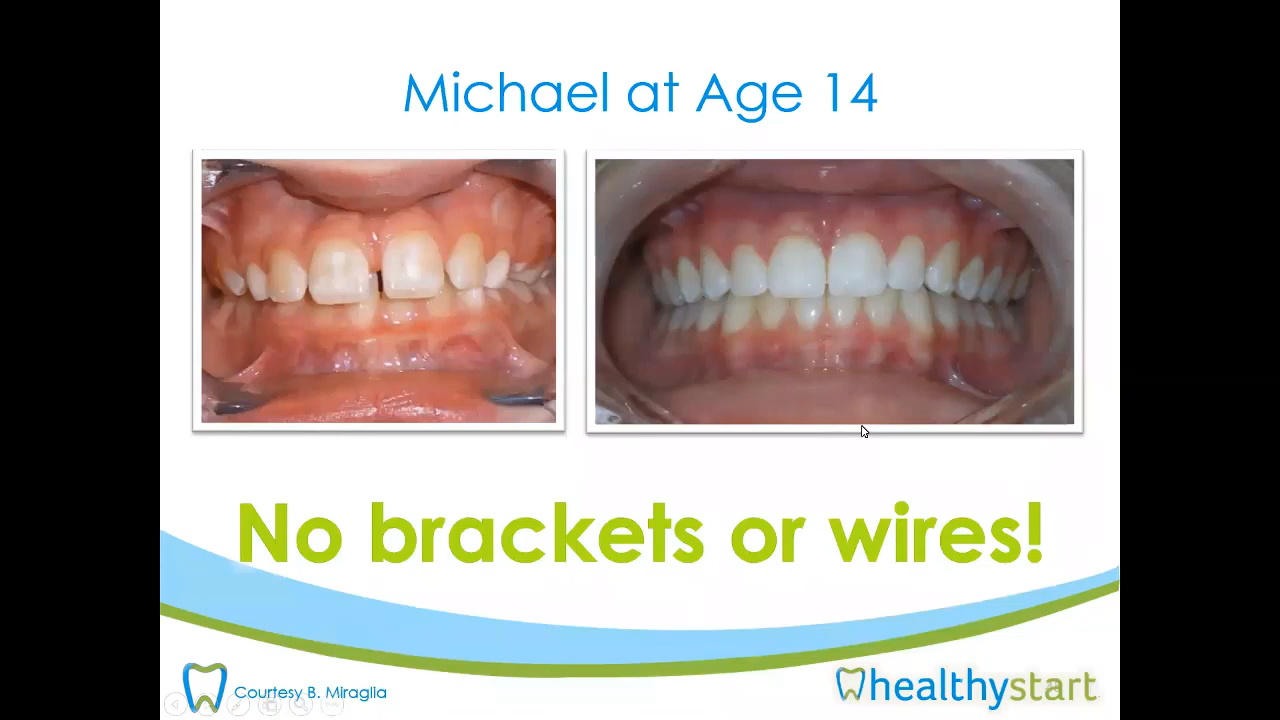 Michael at Age 14
No brackets or wires!
Courtesy B. Miraglia
healthystart